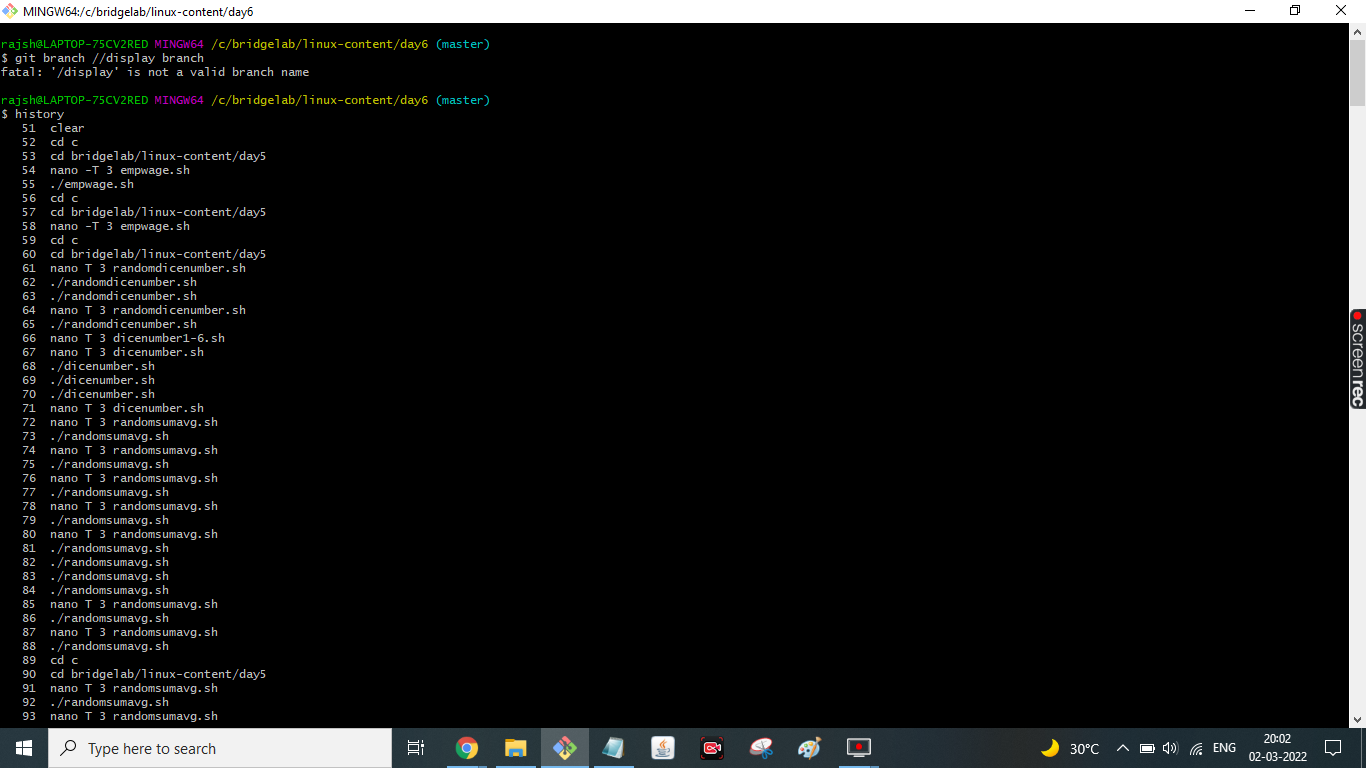 MINGW64:/c/bridgelab/linux-content/day6
rajsh@LAPTOP-75CV2RED MINGW64 /c/bridgelab/linux-content/day6 (master)
$ git branch //display branch
fatal: '/display' is not a valid branch name
rajsh@LAPTOP-75CV2RED MINGW64 /c/bridgelab/linux-content/day6 (master)
$ history
51 clear
52 cd c
53 cd bridgelab/linux-content/day5
54 nano -T 3 empwage.sh
55 ./empwage.sh
56 cd c
57 cd bridgelab/linux-content/day5
58 nano -T 3 empwage.sh
59 cd c
60 cd bridgelab/linux-content/day5
61 nano T 3 randomdicenumber.sh
62 ./randomdicenumber.sh
63 ./randomdicenumber.sh
64 nano T 3 randomdicenumber.sh
65 ./randomdicenumber.sh
66 nano T 3 dicenumber1-6.sh
67 nano T 3 dicenumber.sh
68 ./dicenumber.sh
69 ./dicenumber.sh
70 ./dicenumber.sh
71 nano T 3 dicenumber.sh
72 nano T 3 randomsumavg.sh
73 ./randomsumavg.sh
74 nano T 3 randomsumavg.sh
75 ./randomsumavg.sh
76 nano T 3 randomsumavg.sh
77 ./randomsumavg.sh
78 nano T 3 randomsumavg.sh
79 ./randomsumavg.sh
80 nano T 3 randomsumavg.sh
81 ./randomsumavg.sh
82 ./randomsumavg.sh
83 ./randomsumavg.sh
84 ./randomsumavg.sh
85 nano T 3 randomsumavg.sh
86 ./randomsumavg.sh
87 nano T 3 randomsumavg.sh
88 ./randomsumavg.sh
89 cd c
90 cd bridgelab/linux-content/day5
91 nano T 3 randomsumavg.sh
92 ./randomsumavg.sh
93 nano T 3 randomsumavg.sh
screenrec
Type here to search
30°C
ENG
20:02
02-03-2022